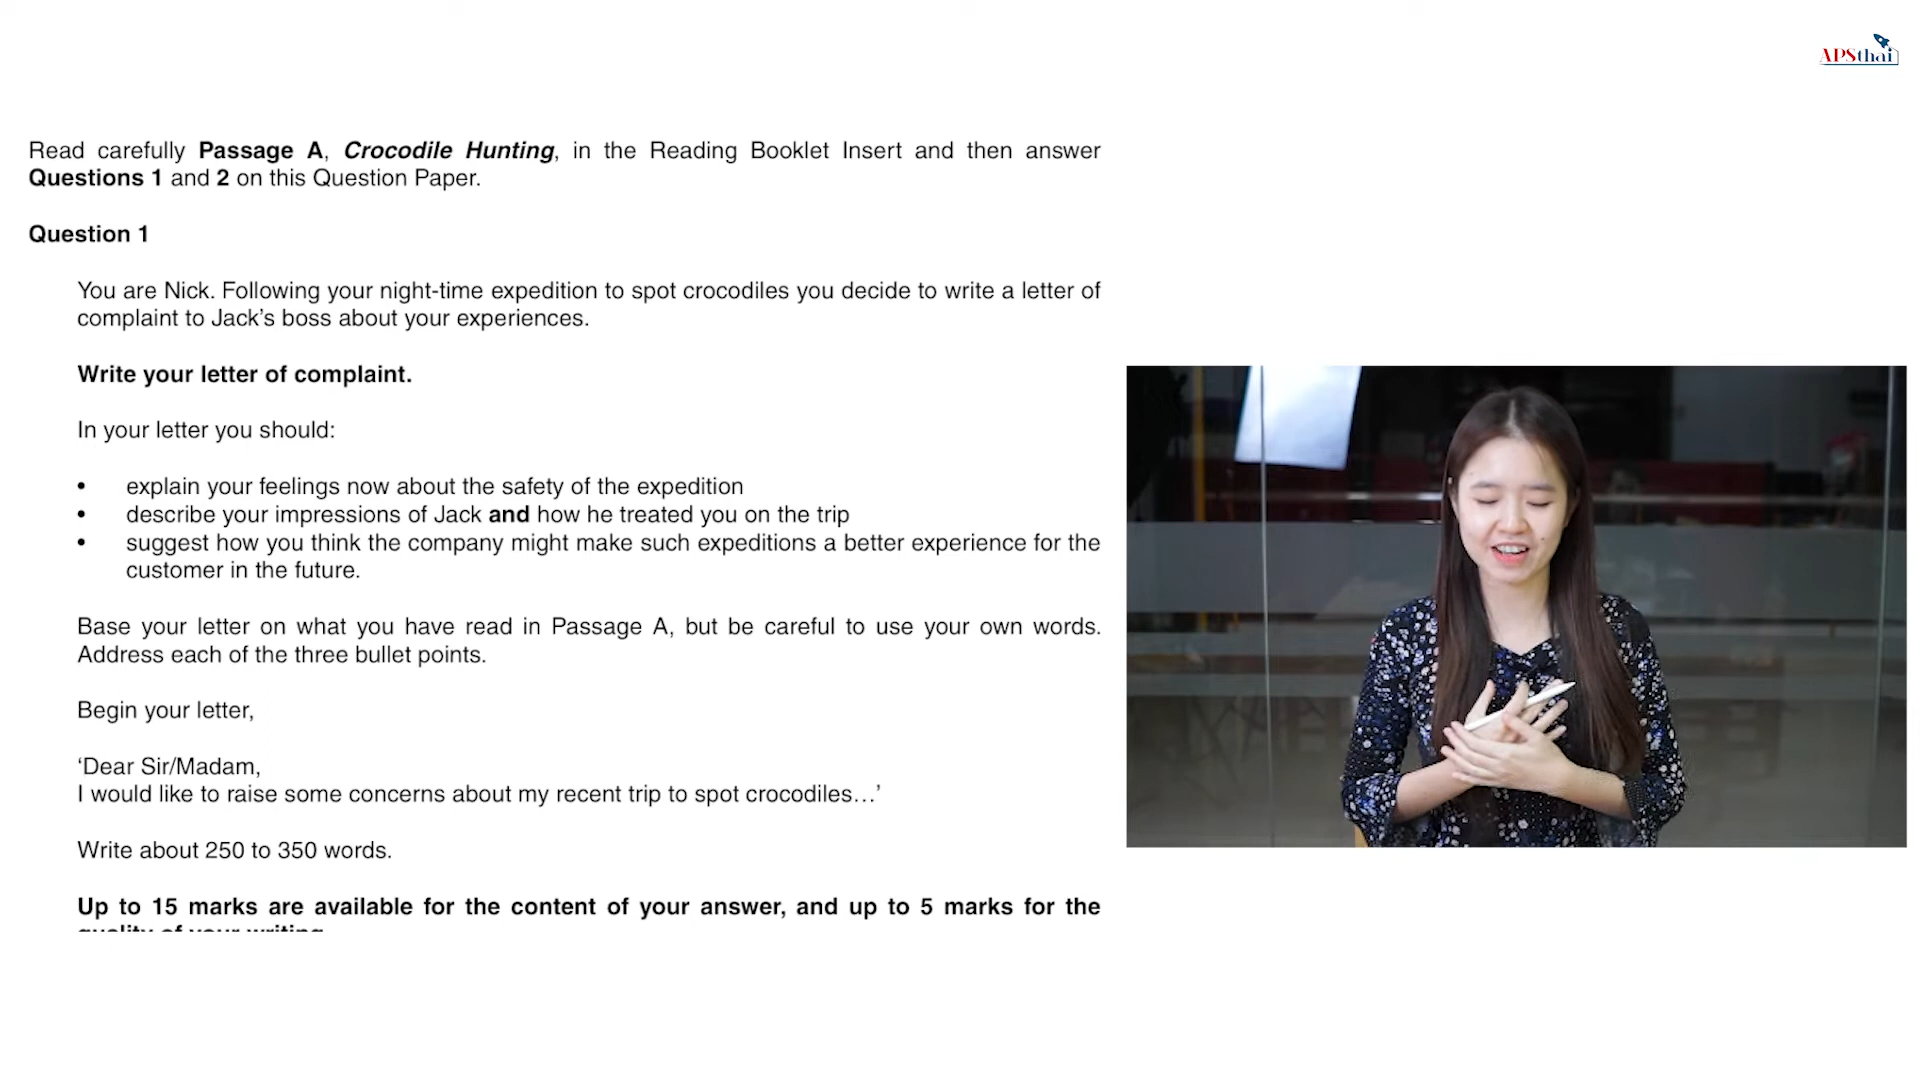 APSthai
Read carefully Passage A, Crocodile Hunting, in the Reading Booklet Insert and then answer
Questions 1 and 2 on this Question Paper.
Question 1
You are Nick. Following your night-time expedition to spot crocodiles you decide to write a letter of
complaint to Jack's boss about your experiences.
Write your letter of complaint.
In your letter you should:
• explain your feelings now about the safety of the expedition
• describe your impressions of Jack and how he treated you on the trip
• suggest how you think the company might make such expeditions a better experience for the
customer in the future.
Base your letter on what you have read in Passage A, but be careful to use your own words.
Address each of the three bullet points.
Begin your letter,
‘Dear Sir/Madam,
I would like to raise some concerns about my recent trip to spot crocodiles…’
Write about 250 to 350 words.
Up to 15 marks are available for the content of your answer, and up to 5 marks for the
quality of your writing.